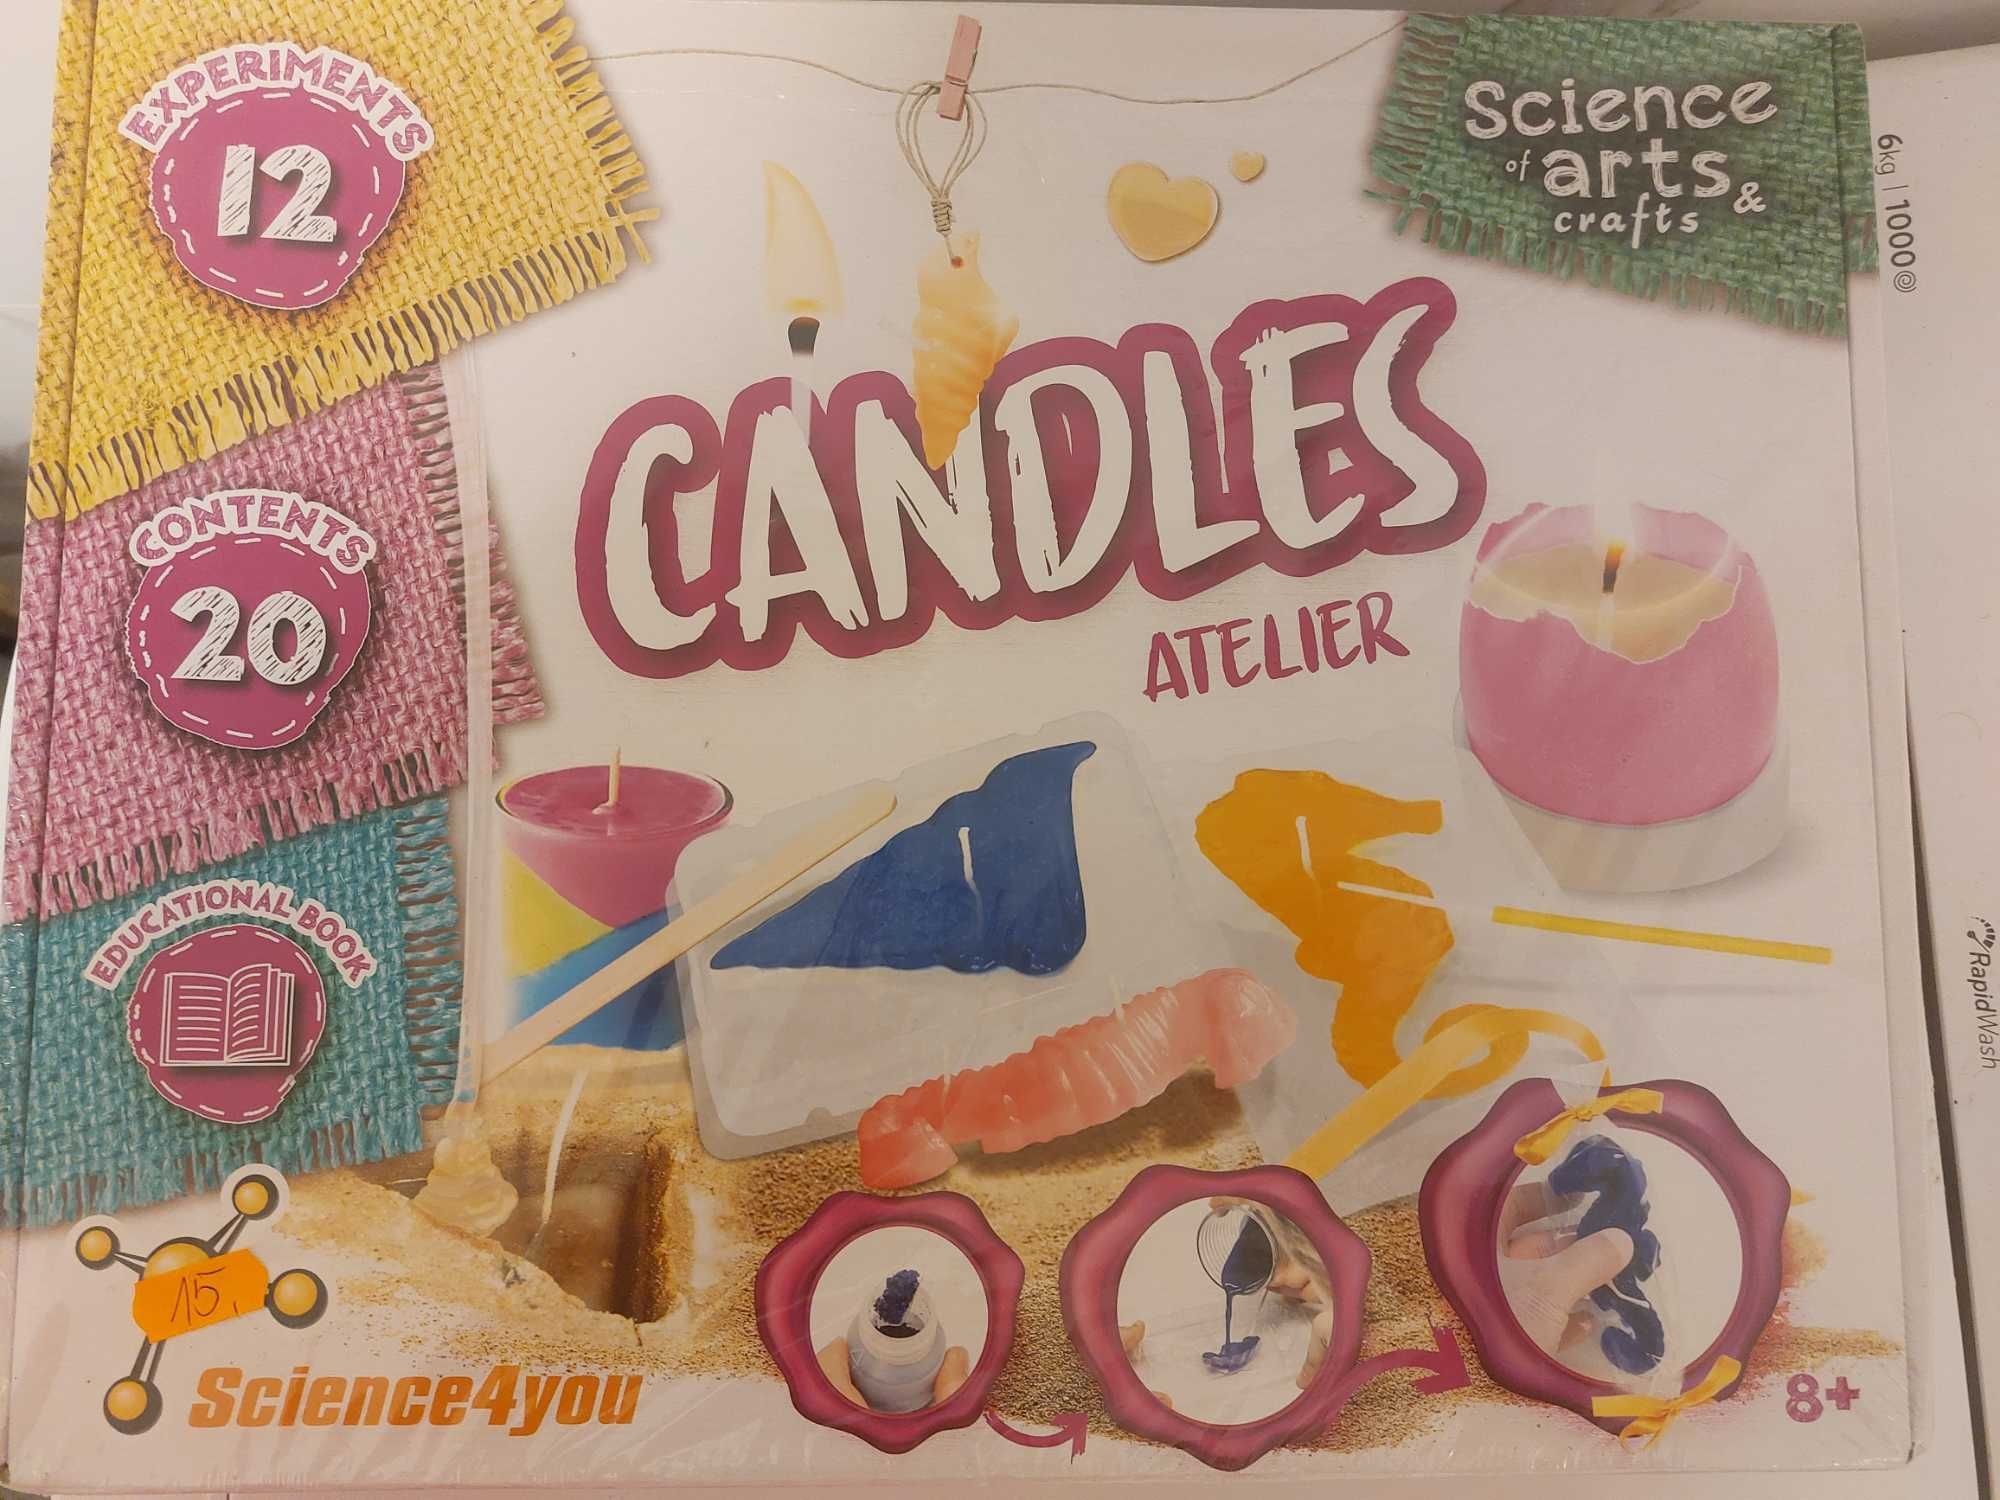 EXPERIMENTS
12
CONTENTS
20
EDUCATIONAL BOOK
Science
of arts &
crafts
CANDLES
ATELIER
15,
Science4you
8+
6kg | 1000
RapidWash